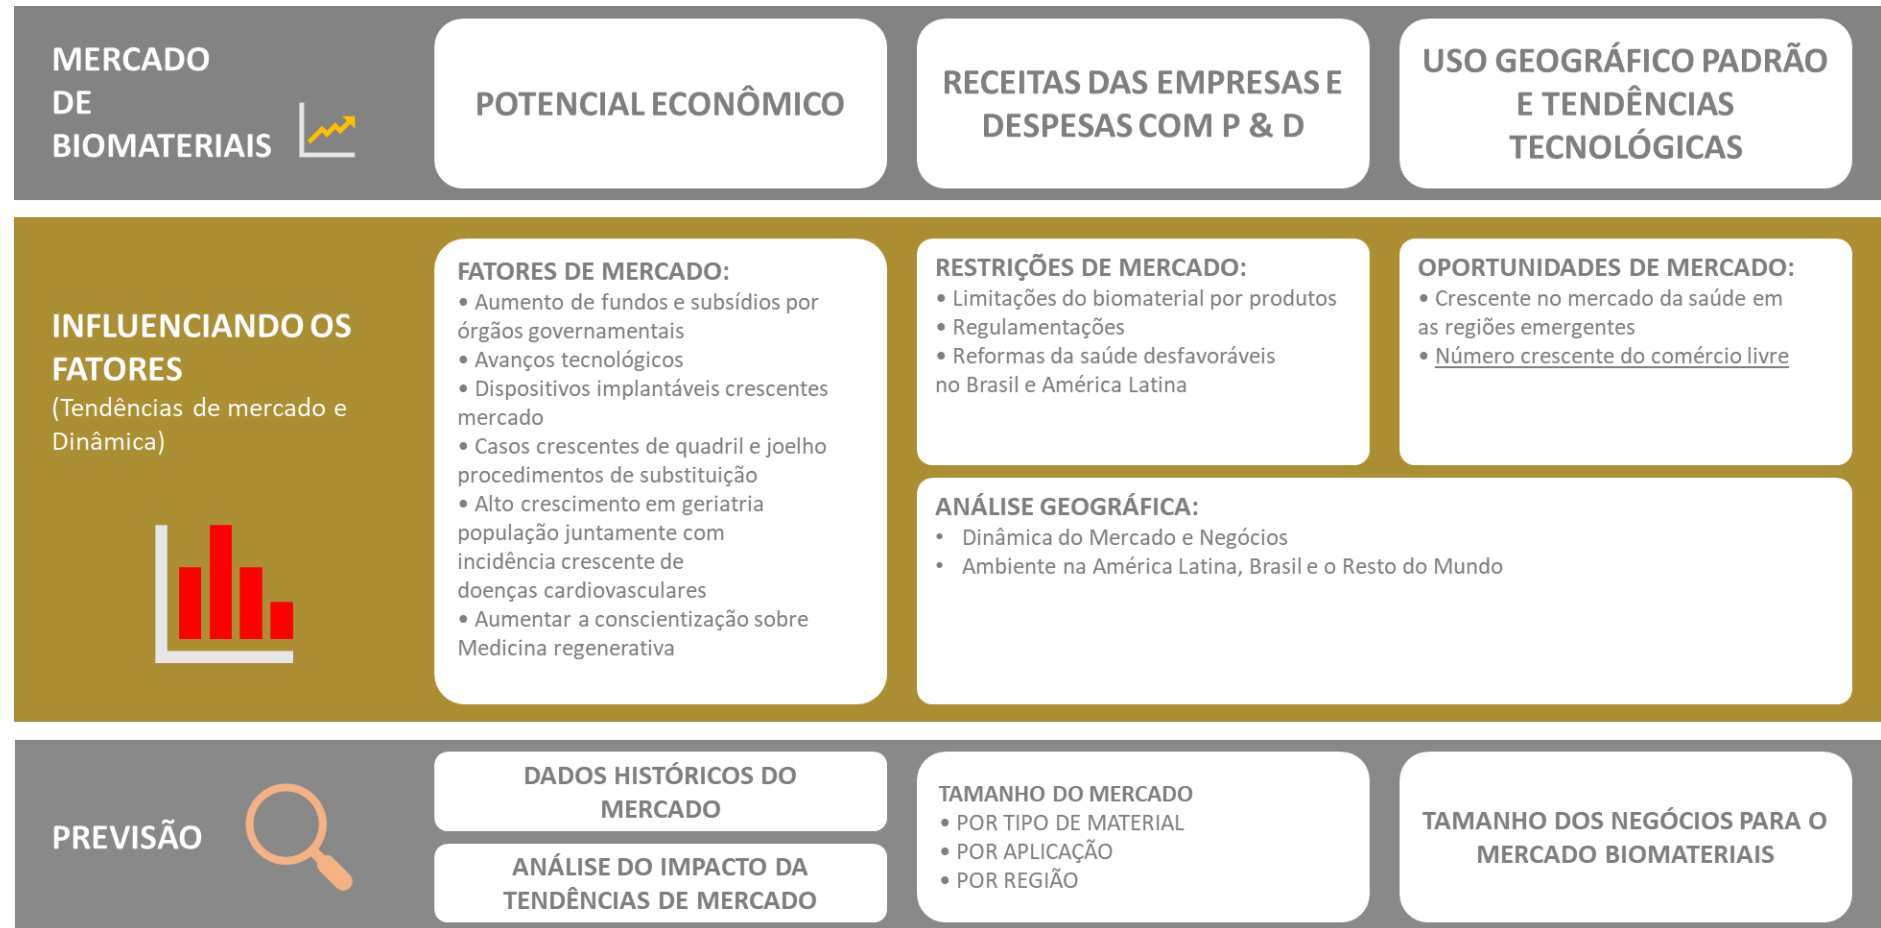 MERCADO
DE
BIOMATERIAIS
POTENCIAL ECONÔMICO
RECEITAS DAS EMPRESAS E
DESPESAS COM P & D
USO GEOGRÁFICO PADRÃO
E TENDÊNCIAS
TECNOLÓGICAS
INFLUENCIANDO OS
FATORES
(Tendências de mercado e
Dinâmica)
FATORES DE MERCADO:
• Aumento de fundos e subsídios por
órgãos governamentais
• Avanços tecnológicos
• Dispositivos implantáveis crescentes
mercado
• Casos crescentes de quadril e joelho
procedimentos de substituição
• Alto crescimento em geriatria
população juntamente com
incidência crescente de
doenças cardiovasculares
• Aumentar a conscientização sobre
Medicina regenerativa
RESTRIÇÕES DE MERCADO:
• Limitações do biomaterial por produtos
• Regulamentações
• Reformas da saúde desfavoráveis
no Brasil e América Latina
OPORTUNIDADES DE MERCADO:
• Crescente no mercado da saúde em
as regiões emergentes
• Número crescente do comércio livre
ANÁLISE GEOGRÁFICA:
• Dinâmica do Mercado e Negócios
• Ambiente na América Latina, Brasil e o Resto do Mundo
PREVISÃO
DADOS HISTÓRICOS DO
MERCADO
ANÁLISE DO IMPACTO DA
TENDÊNCIAS DE MERCADO
TAMANHO DO MERCADO
• POR TIPO DE MATERIAL
• POR APLICAÇÃO
• POR REGIÃO
TAMANHO DOS NEGÓCIOS PARA O
MERCADO BIOMATERIAIS